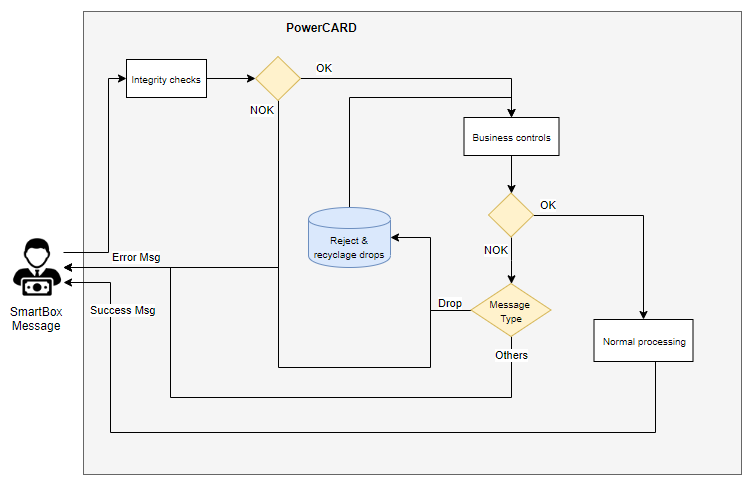 PowerCARD
OK
Integrity checks
NOK
Business controls
OK
Reject &
recyclage drops
NOK
Error Msg
SmartBox
Message
Success Msg
Drop
Message
Type
Normal processing
Others